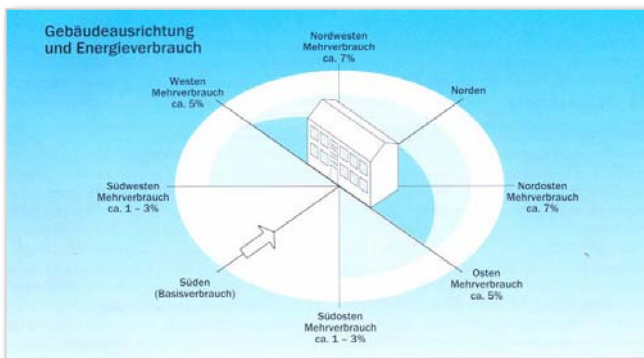 Gebäudeausrichtung
und Energieverbrauch
Nordwesten
Mehrverbrauch
ca. 7%
Westen
Mehrverbrauch
ca. 5%
Norden
Südwesten
Mehrverbrauch
ca. 1 – 3%
Nordosten
Mehrverbrauch
ca. 7%
Süden
(Basisverbrauch)
Osten
Mehrverbrauch
ca. 5%
Südosten
Mehrverbrauch
ca. 1 – 3%